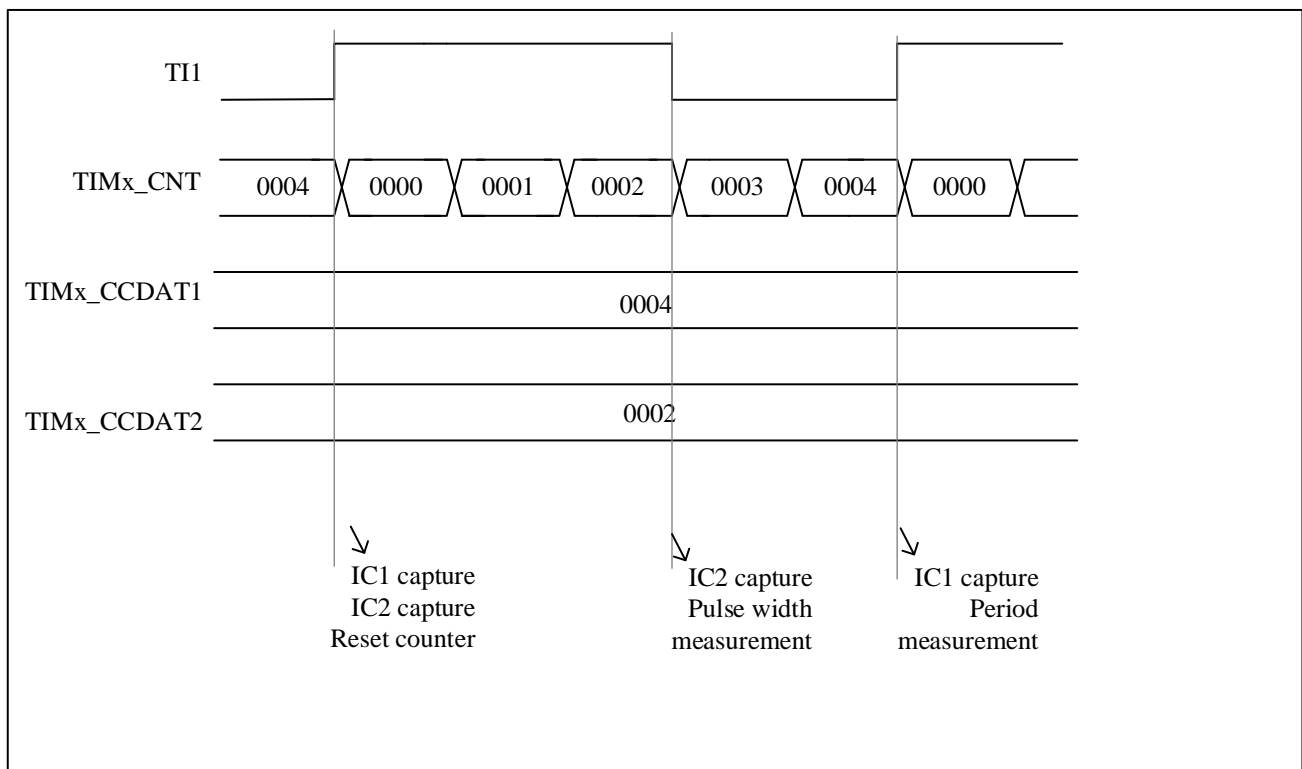 TI1
TIMx_CNT
0004
0000
0001
0002
0003
0004
0000
TIMx_CCDAT1
0004
TIMx_CCDAT2
0002
IC1 capture
IC2 capture
Reset counter
IC2 capture
Pulse width
measurement
IC1 capture
Period
measurement